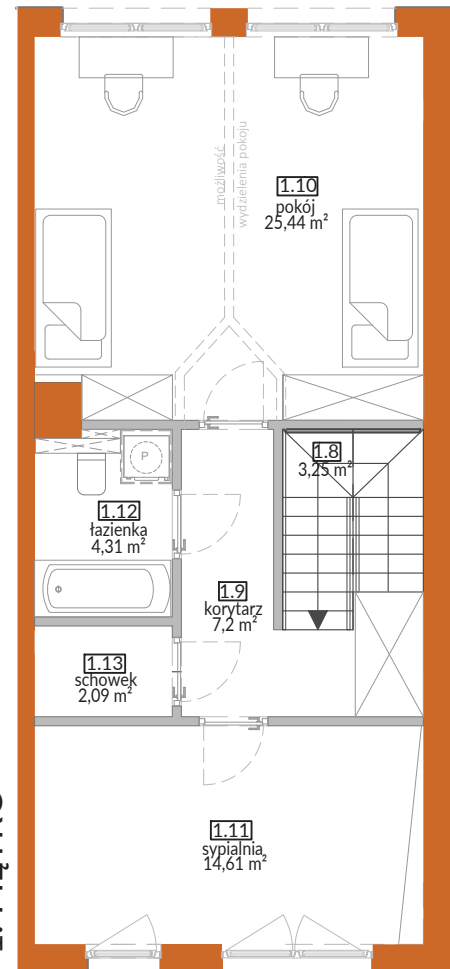 możliwość
wydzielenia pokoju
1.10
pokój
25,44 m²
1.8
3,25 m²
P
1.12
łazienka
4,31 m²
1.9
korytarz
7,2 m²
1.13
schowek
2,09 m²
1.11
sypialnia
14,61 m²